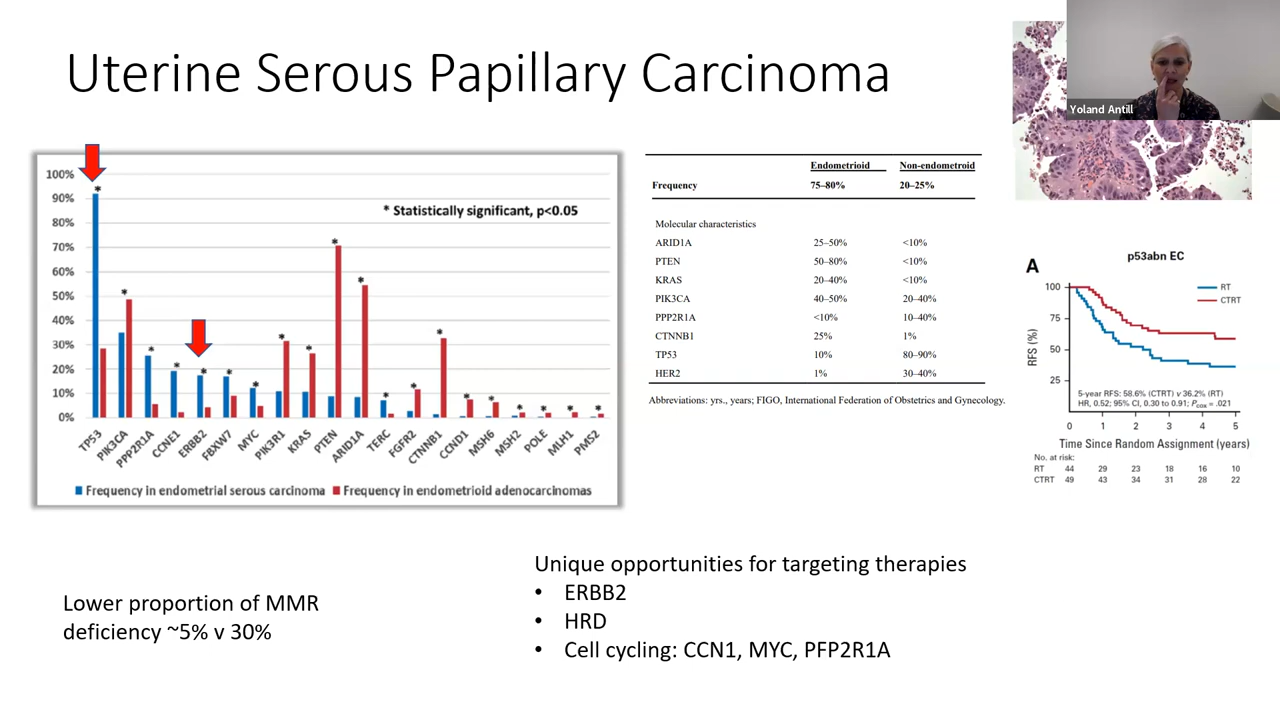 Uterine Serous Papillary Carcinoma
Yoland Antill
100%
90%
80%
70%
60%
50%
40%
30%
20%
10%
0%
* Statistically significant, p<0.05
* * * * * * * * * * * * * * * * * * * *
TP53 PIK3CA PPP2R1A CCNE1 ERBB2 FBXW7 MYC PIK3R1 KRAS PTEN ARID1A TERC FGFR2 CTNNB1 CCND1 MSH6 MSH2 POLE MLH1 PMS2
Frequency in endometrial serous carcinoma Frequency in endometrioid adenocarcinomas
Endometrioid Non-endometroid
Frequency 75–80% 20–25%
Molecular characteristics
ARID1A 25–50% <10%
PTEN 50–80% <10%
KRAS 20–40% <10%
PIK3CA 40–50% 20–40%
PPP2R1A <10% 10–40%
CTNNB1 25% 1%
TP53 10% 80–90%
HER2 1% 30–40%
Abbreviations: yrs., years; FIGO, International Federation of Obstetrics and Gynecology.
A
p53abn EC
RT
CTRT
100
75
50
25
RFS (%)
5-year RFS: 58.6% (CTRT) v 36.2% (RT)
HR, 0.52; 95% CI, 0.30 to 0.91; Pcox = .021
0 1 2 3 4 5
Time Since Random Assignment (years)
No. at risk:
RT 44 29 23 18 16 10
CTRT 49 43 34 31 28 22
Lower proportion of MMR
deficiency ~5% v 30%
Unique opportunities for targeting therapies
• ERBB2
• HRD
• Cell cycling: CCN1, MYC, PFP2R1A